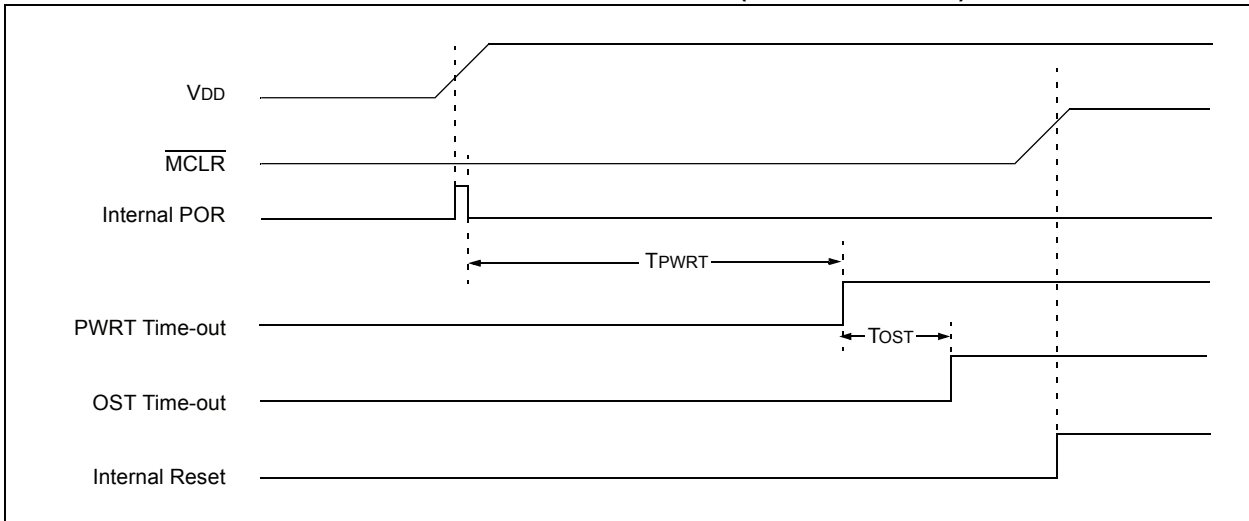 VDD
MCLR
Internal POR
TPWRT
PWRT Time-out
TOST
OST Time-out
Internal Reset